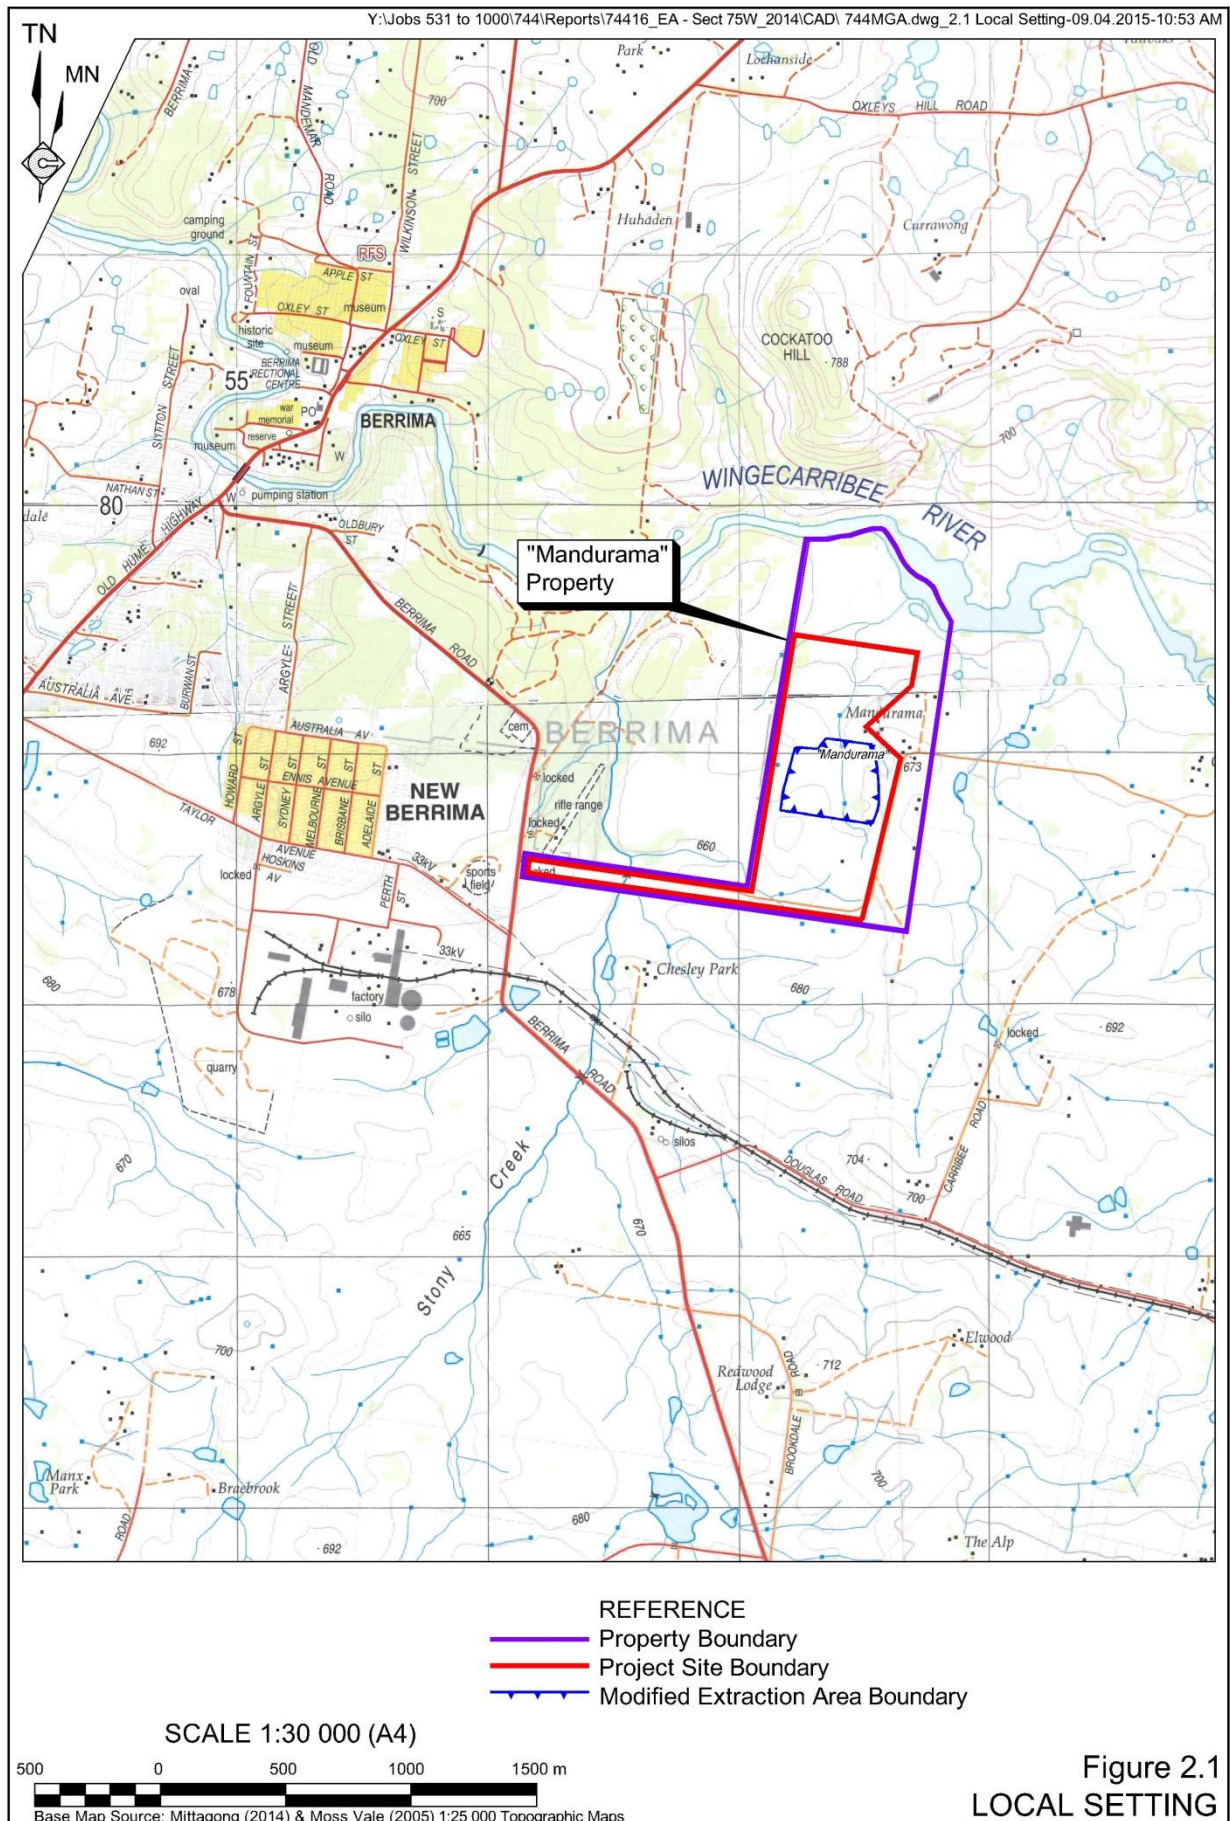 Y:\Jobs 531 to 1000\744\Reports\74416_EA - Sect 75W_2014\CAD\ 744MGA.dwg_2.1 Local Setting-09.04.2015-10:53 AM
TN
MN
BERRIMA
OLD MANDEMAR ROAD
700
WILKINSON STREET
Park
Lochanside
OXLEYS HILL ROAD
camping
ground
Huhaden
Currawong
RFS
FOUNTAIN ST
APPLE ST
oval
OXLEY ST
museum
S
historic
site
museum
OXLEY ST
COCKATOO
HILL
788
SUTTON STREET
BERRIMA
RECTIONAL
CENTRE
55
war
memorial
PO
BERRIMA
700
museum
reserve
W
WINGECARRIBEE
RIVER
NATHAN ST
W
pumping station
80
dale
OLD HUME HIGHWAY
OLDBURY
ST
"Mandurama"
Property
ARGYLE STREET
BERRIMA ROAD
BURWAN ST
AUSTRALIA AVE
Mandurama
AUSTRALIA AV
cem
BERRIMA
692
"Mandurama"
673
HOWARD ST
ARGYLE ST
SYDNEY ST
MELBOURNE ST
BRISBANE ST
ADELAIDE ST
ENNIS AVENUE
NEW
BERRIMA
locked
rifle range
locked
TAYLOR
AVENUE
660
HOSKINS
AV
locked
33kV
sports
field
PERTH ST
33kV
Chesley Park
680
680
678
factory
silo
BERRIMA ROAD
locked
692
quarry
silos
DOUGLAS ROAD
704
700
CARRIBEE ROAD
670
Stony Creek
665
670
700
Elwood
Redwood
Lodge
712
BROOKDALE ROAD
Manx
Park
Braebrook
700
680
ROAD
692
The Alp
REFERENCE
Property Boundary
Project Site Boundary
Modified Extraction Area Boundary
SCALE 1:30 000 (A4)
500 0 500 1000 1500 m
Base Map Source: Mittagong (2014) & Moss Vale (2005) 1:25 000 Topographic Maps
Figure 2.1
LOCAL SETTING